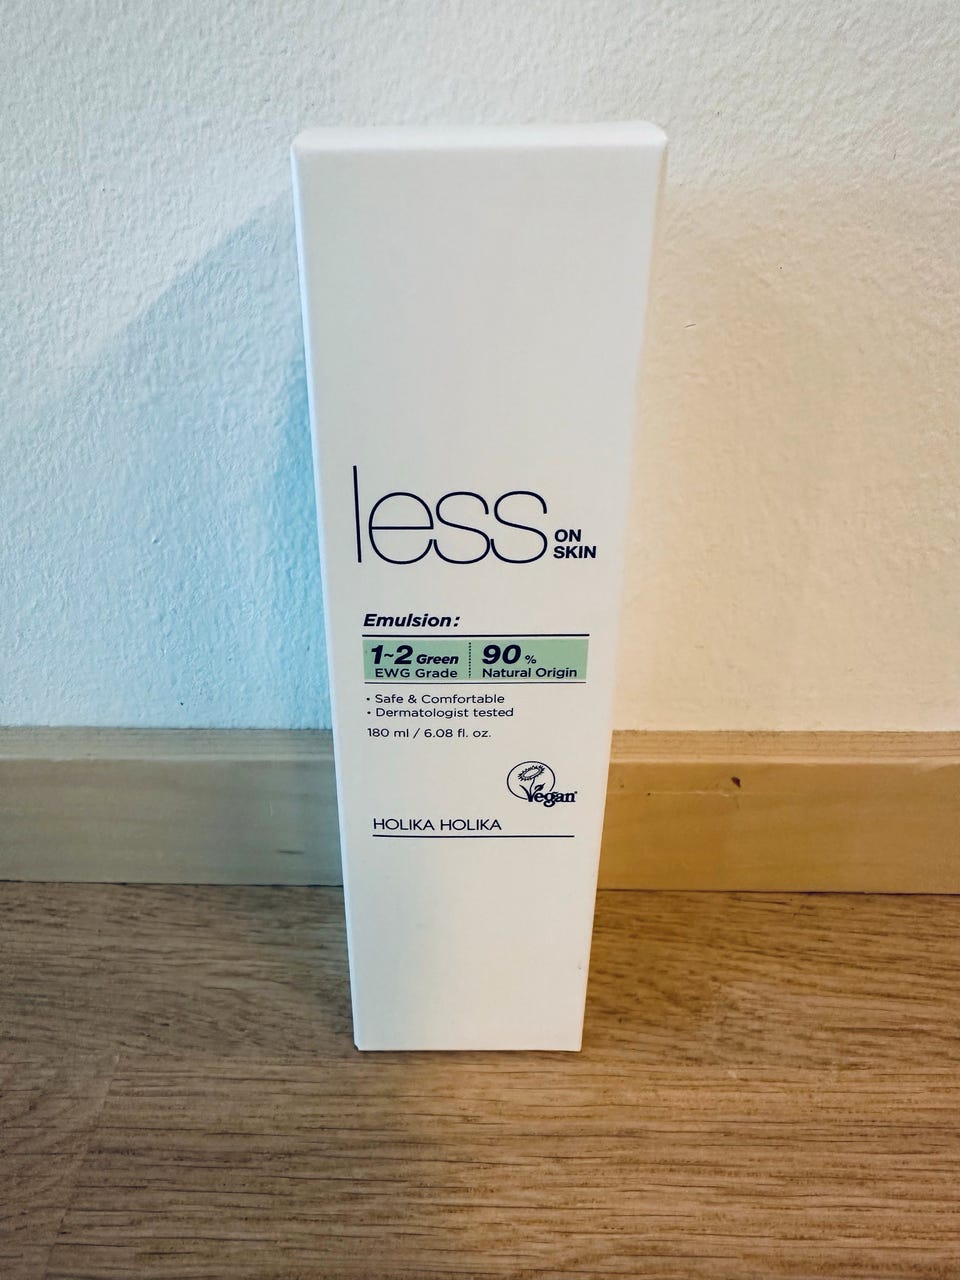 less ON
SKIN
Emulsion:
1~2 Green 90 %
EWG Grade Natural Origin
• Safe & Comfortable
• Dermatologist tested
180 ml / 6.08 fl. oz.
Vegan
HOLIKA HOLIKA